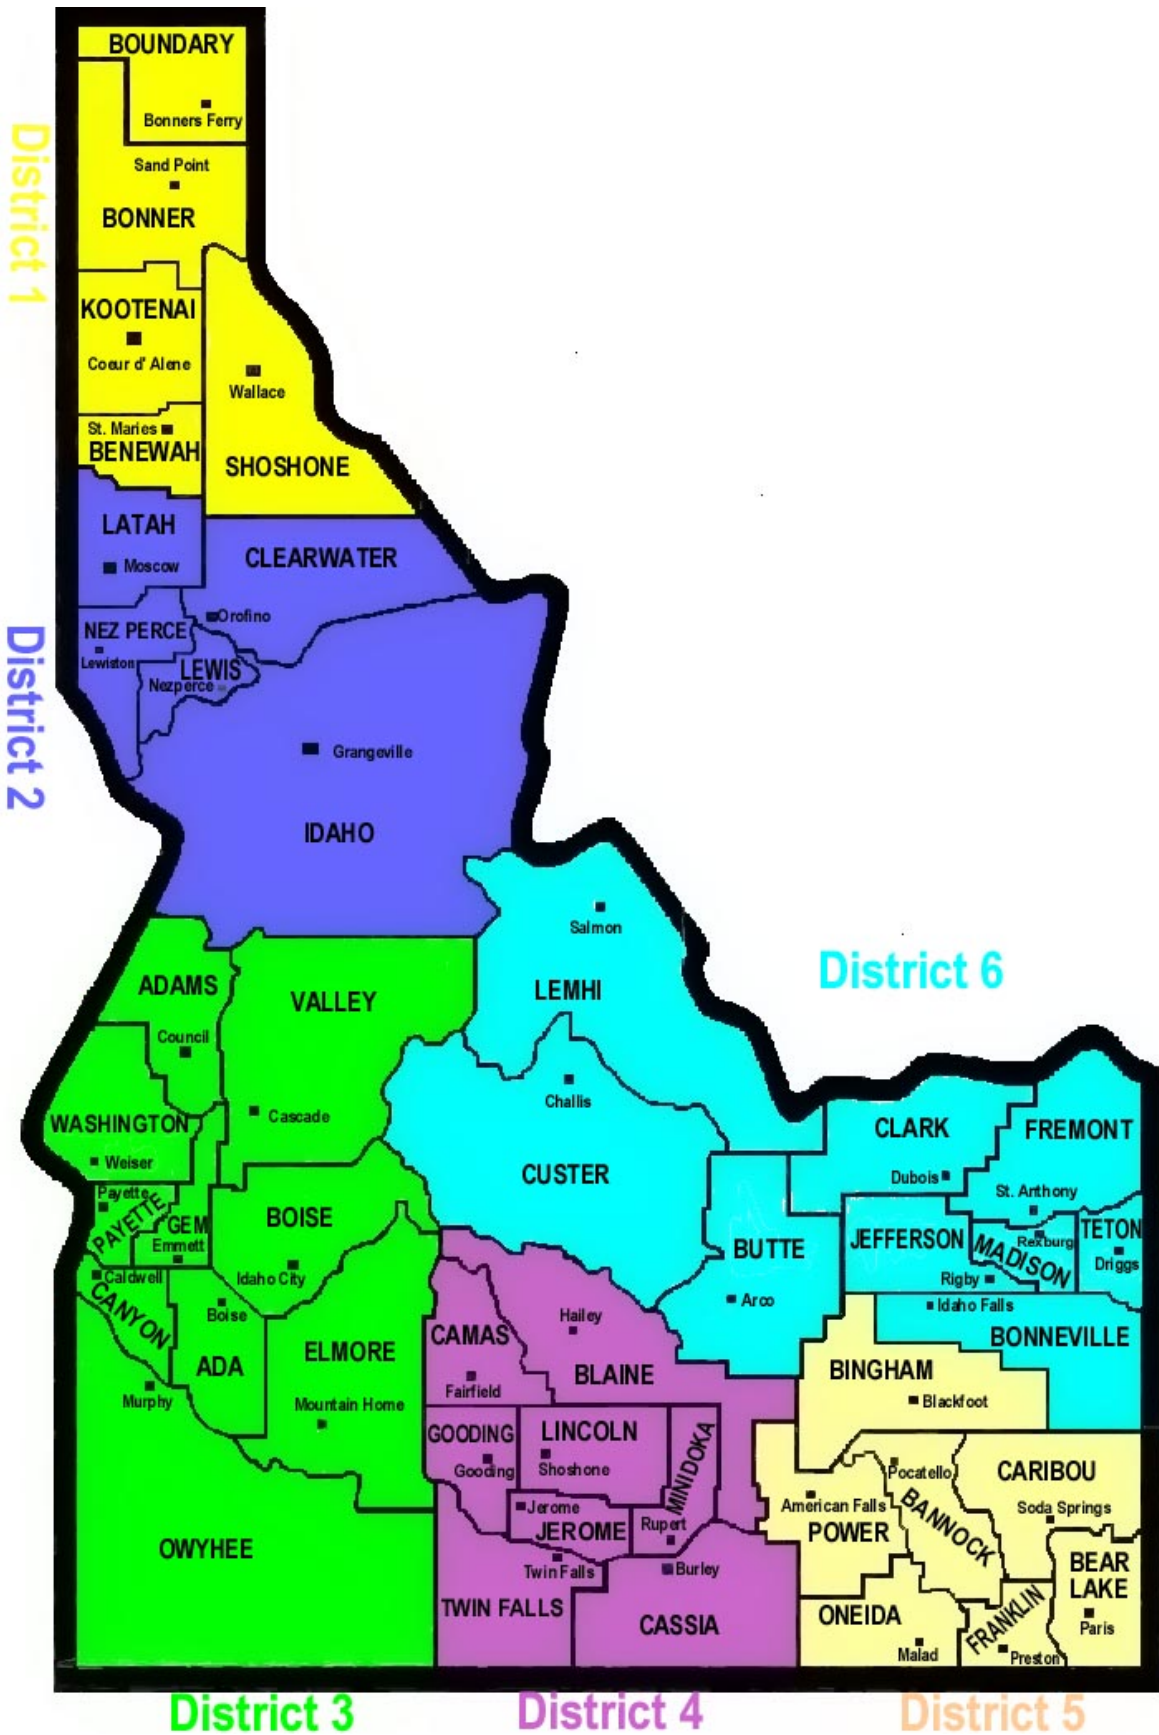 BOUNDARY
Bonners Ferry
District 1
Sand Point
BONNER
KOOTENAI
Coeur d' Alene
Wallace
St. Maries
BENEWAH
SHOSHONE
LATAH
Moscow
CLEARWATER
Orofino
NEZ PERCE
Lewiston
LEWIS
Nezperce
District 2
Grangeville
IDAHO
Salmon
LEMHI
District 6
ADAMS
VALLEY
Council
Challis
Cascade
WASHINGTON
Weiser
CUSTER
CLARK
Dubois
FREMONT
St. Anthony
Payette
PAYETTE
GEM
Emmett
BOISE
Idaho City
BUTTE
Arco
JEFFERSON
Rigby
MADISON
Rexburg
TETON
Driggs
Caldwell
CANYON
Boise
ADA
ELMORE
Mountain Home
Murphy
Hailey
CAMAS
Fairfield
BLAINE
Idaho Falls
BONNEVILLE
BINGHAM
Blackfoot
GOODING
Gooding
LINCOLN
Shoshone
MINIDOKA
Rupert
Jerome
JEROME
American Falls
POWER
Pocatello
BANNOCK
CARIBOU
Soda Springs
OWYHEE
Twin Falls
TWIN FALLS
Burley
CASSIA
ONEIDA
Malad
FRANKLIN
Preston
BEAR
LAKE
Paris
District 3
District 4
District 5